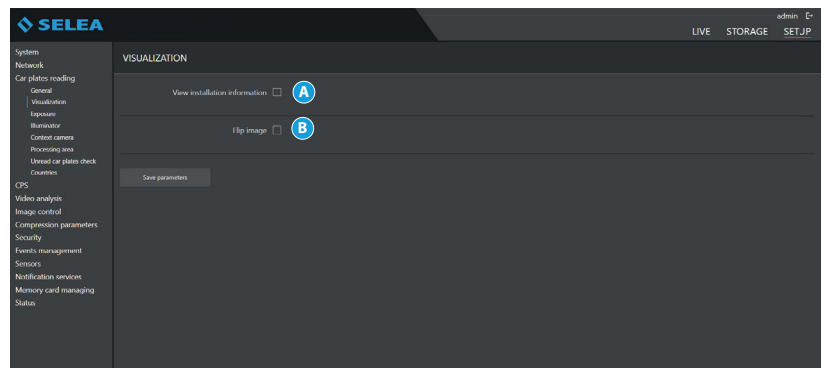 SELEA
admin
LIVE STORAGE SETUP
System
Network
Car plates reading
General
Visualization
Exposure
Illuminator
Context camera
Processing area
Unread car plates check
Countries
CPS
Video analysis
Image control
Compression parameters
Security
Events management
Sensors
Notification services
Memory card managing
Status
VISUALIZATION
View installation information A
Flip image B
Save parameters